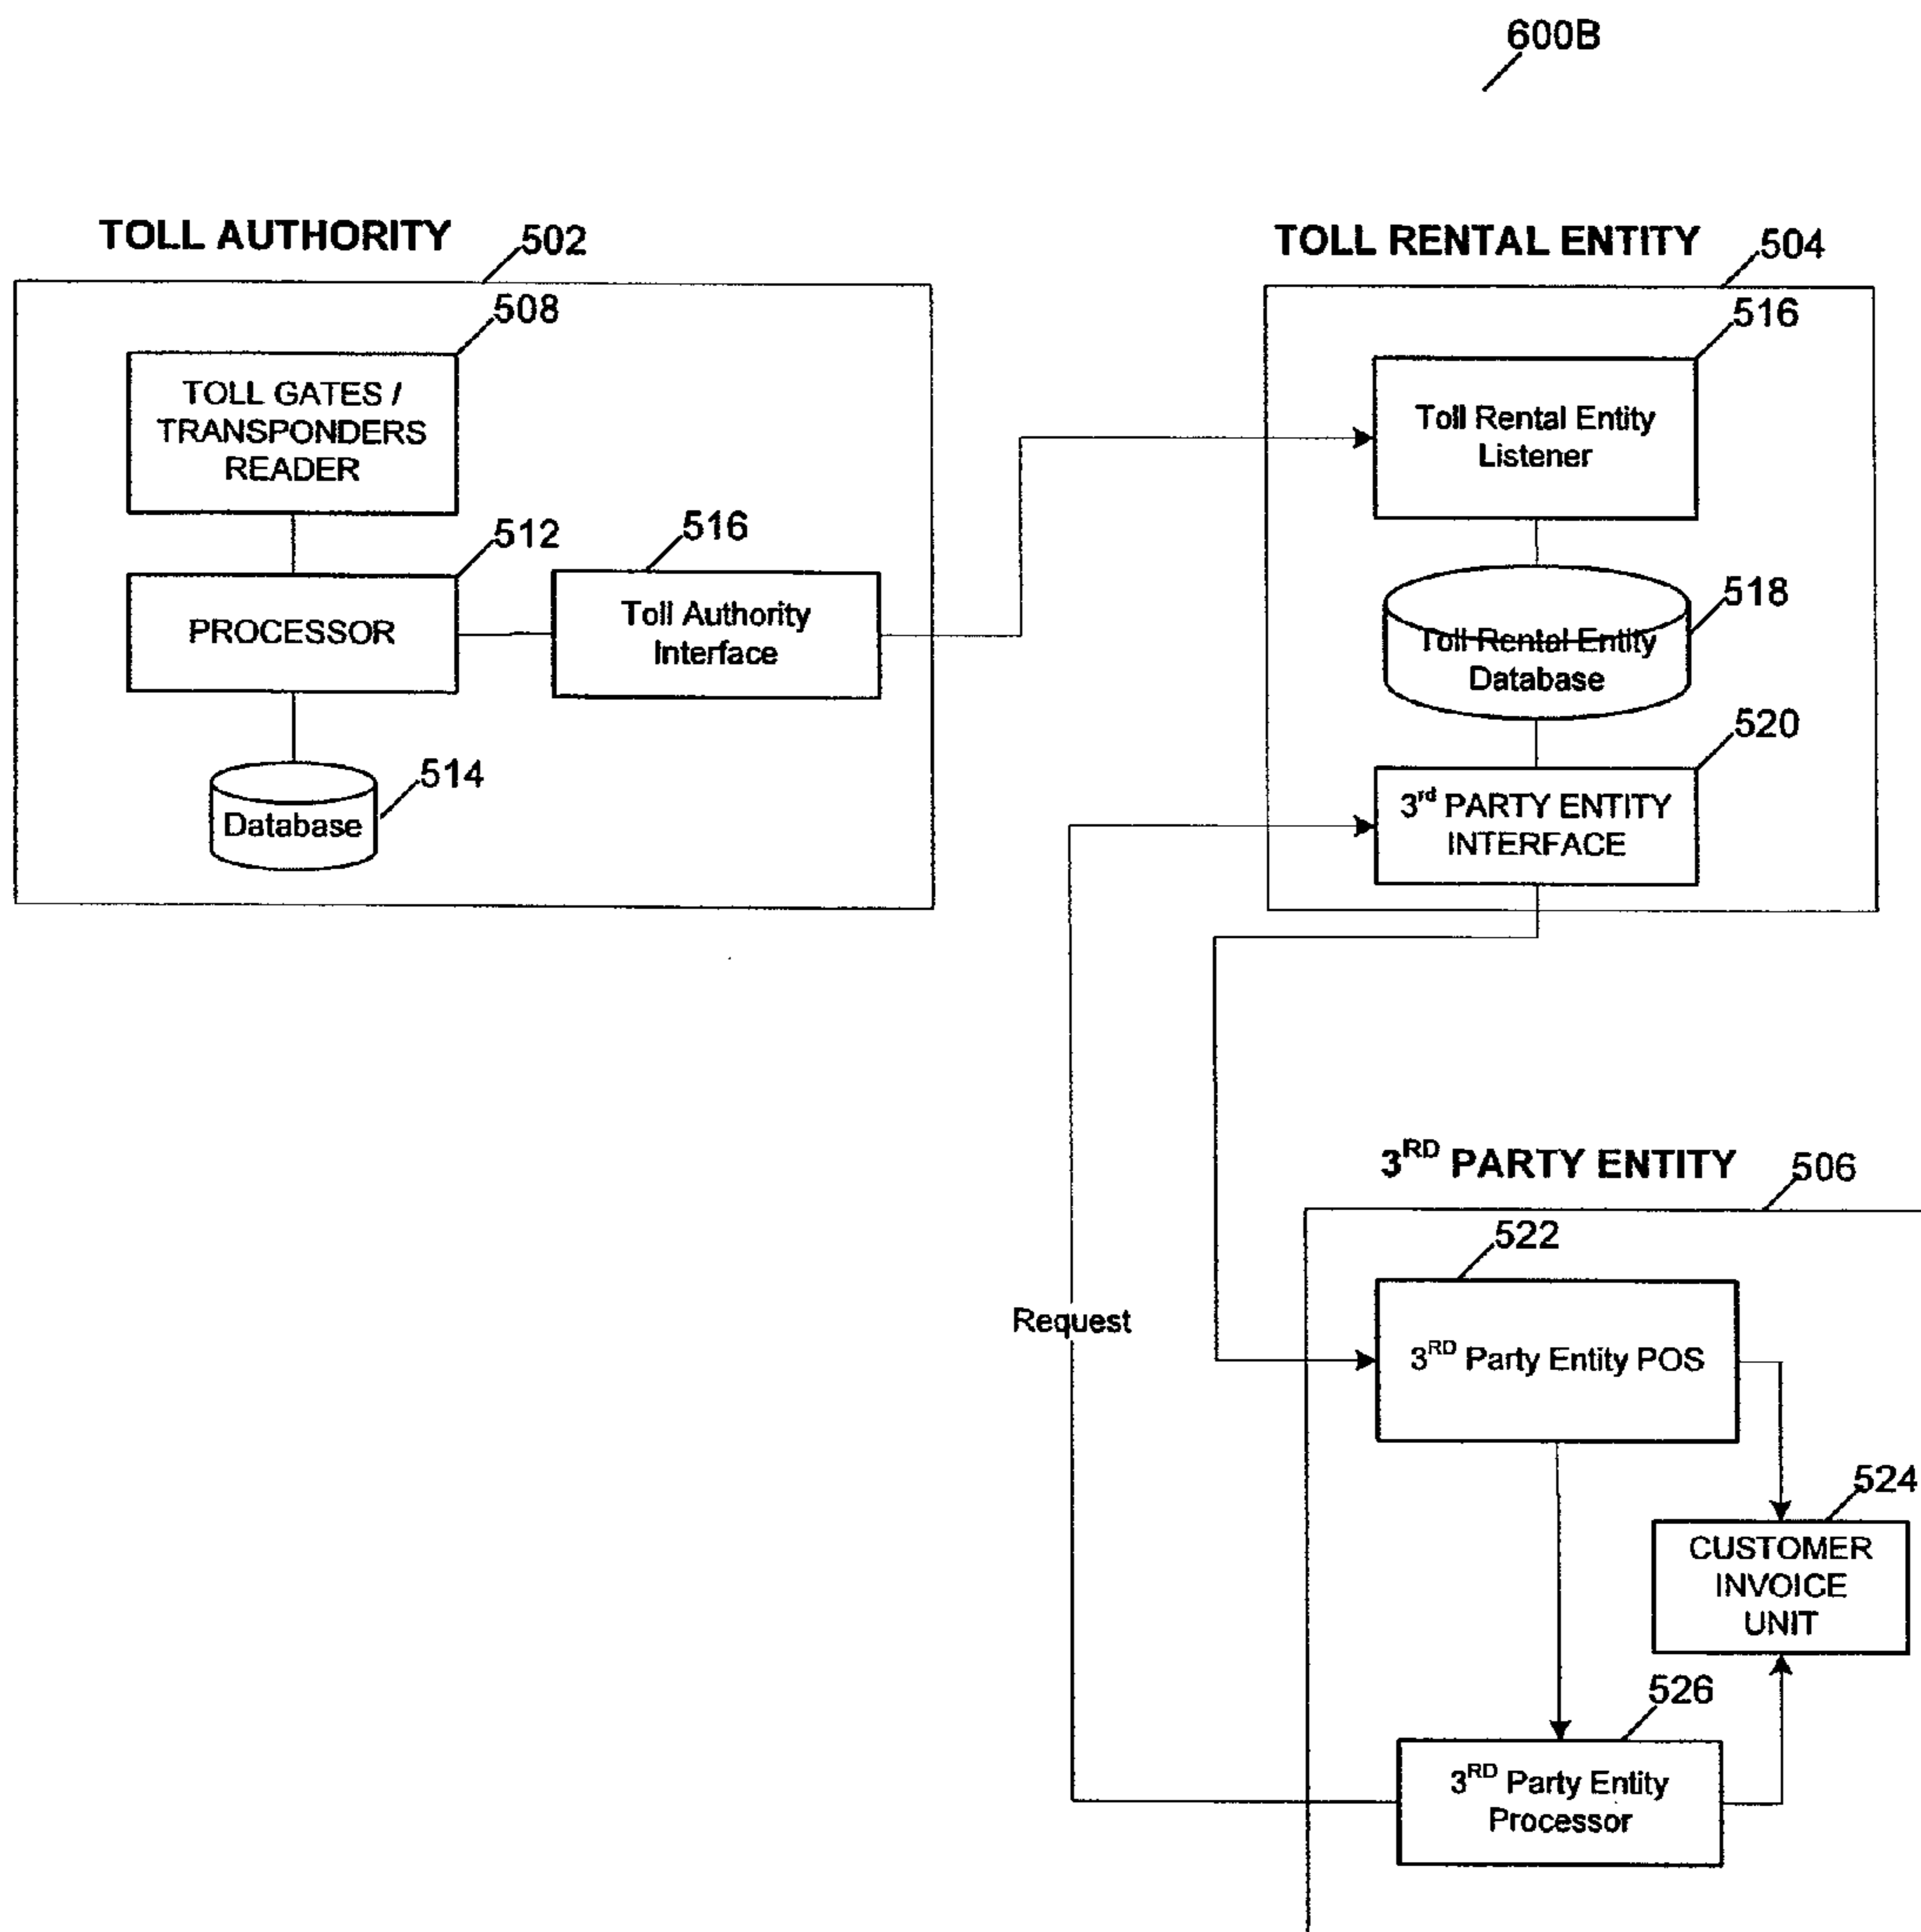 600B
TOLL AUTHORITY
502
508
TOLL GATES /
TRANSPONDERS
READER
512
PROCESSOR
516
Toll Authority
Interface
514
Database
TOLL RENTAL ENTITY
504
516
Toll Rental Entity
Listener
518
Toll Rental Entity
Database
520
3rd PARTY ENTITY
INTERFACE
Request
3RD PARTY ENTITY
506
522
3RD Party Entity POS
524
CUSTOMER
INVOICE
UNIT
526
3RD Party Entity
Processor